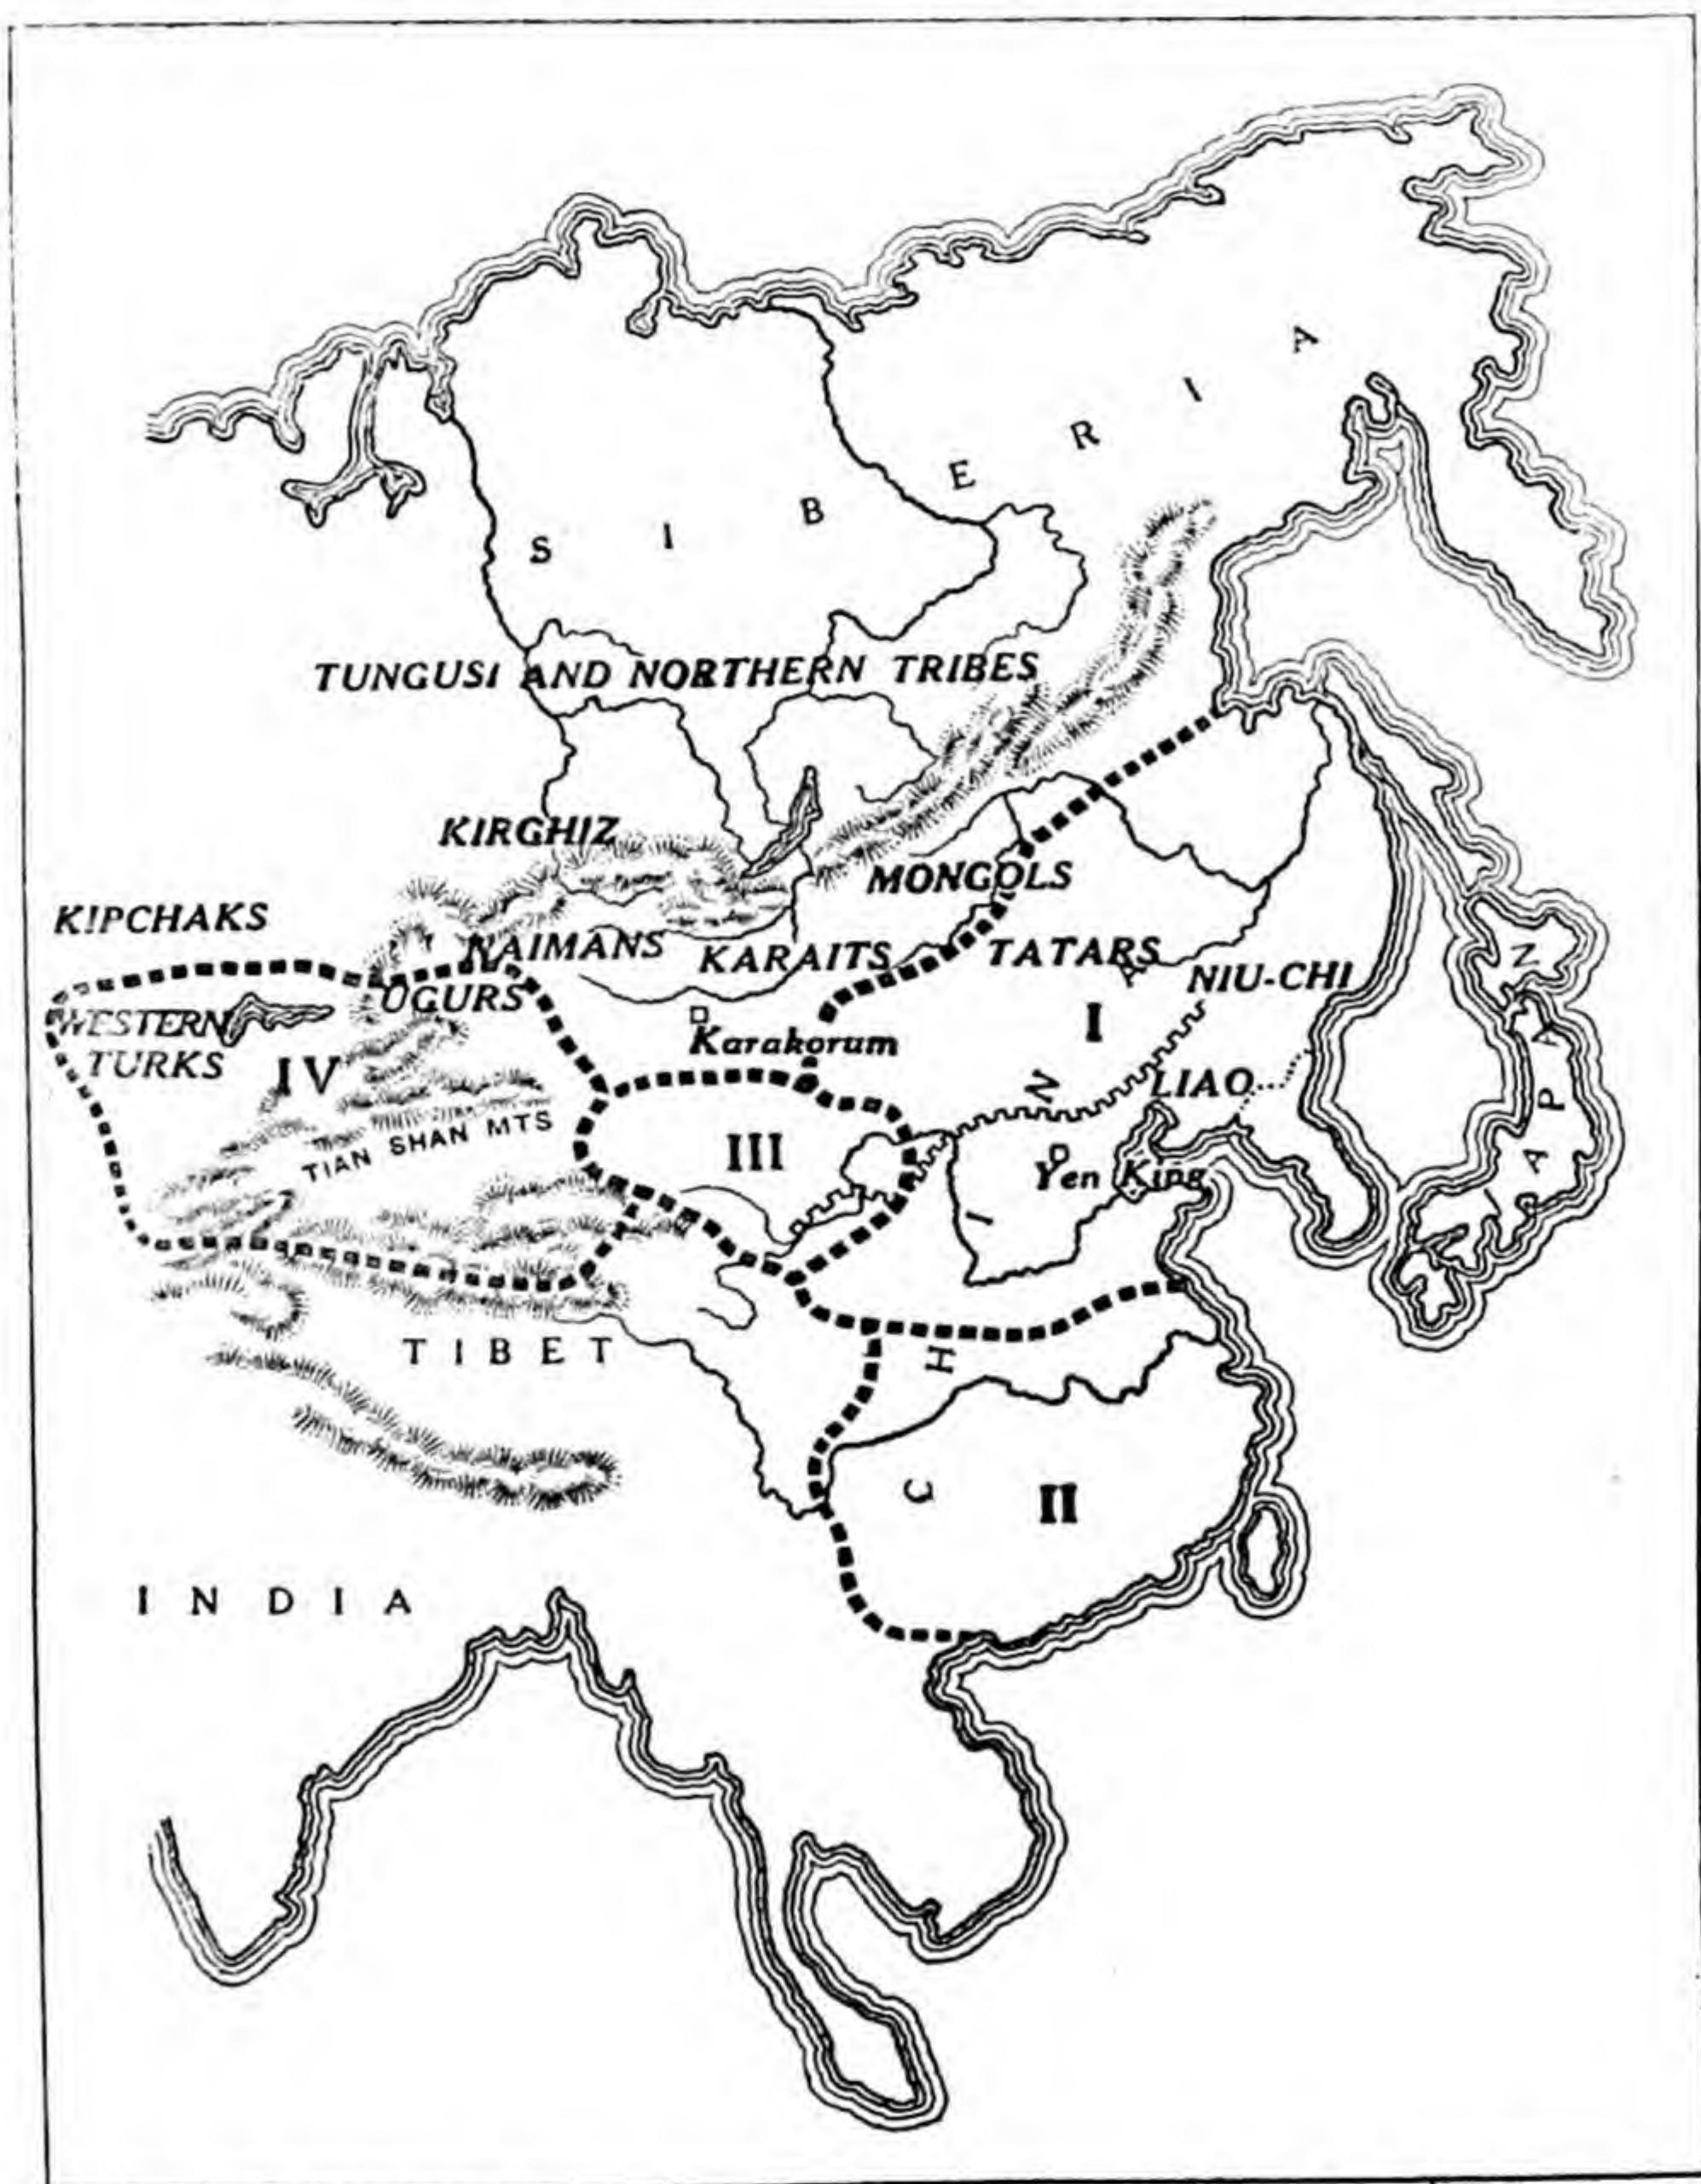 SIBERIA
TUNGUSI AND NORTHERN TRIBES
KIRGHIZ
MONGOLS
KIPCHAKS
NAIMANS
KARAITS
TATARS
NIU-CHI
UGURS
WESTERN
TURKS
Karakorum
I
IV
LIAO
TIAN SHAN MTS
III
Yen King
JAPAN
CHINA
TIBET
II
INDIA